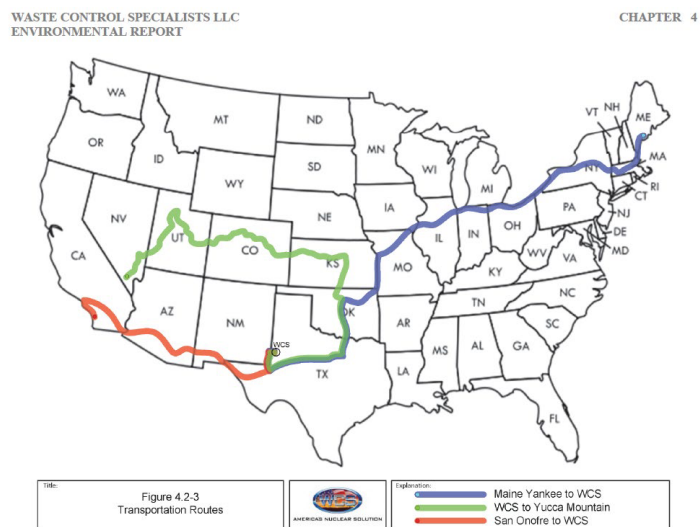 WASTE CONTROL SPECIALISTS LLC CHAPTER 4
ENVIRONMENTAL REPORT
WA
VT NH
ME
MT
ND
OR
MN
MA
ID
SD
WI
NY
WY
MI
RI
CT
IA
PA
NJ
NV
NE
OH
DE
IL
IN
MD
UT
CO
WV
VA
CA
KS
MO
KY
NC
TN
AZ
OK
NM
AR
SC
WCS
MS
AL
GA
TX
LA
FL
Title:
Figure 4.2-3
Transportation Routes
WCS
AMERICA'S NUCLEAR SOLUTION
Explanation:
Maine Yankee to WCS
WCS to Yucca Mountain
San Onofre to WCS